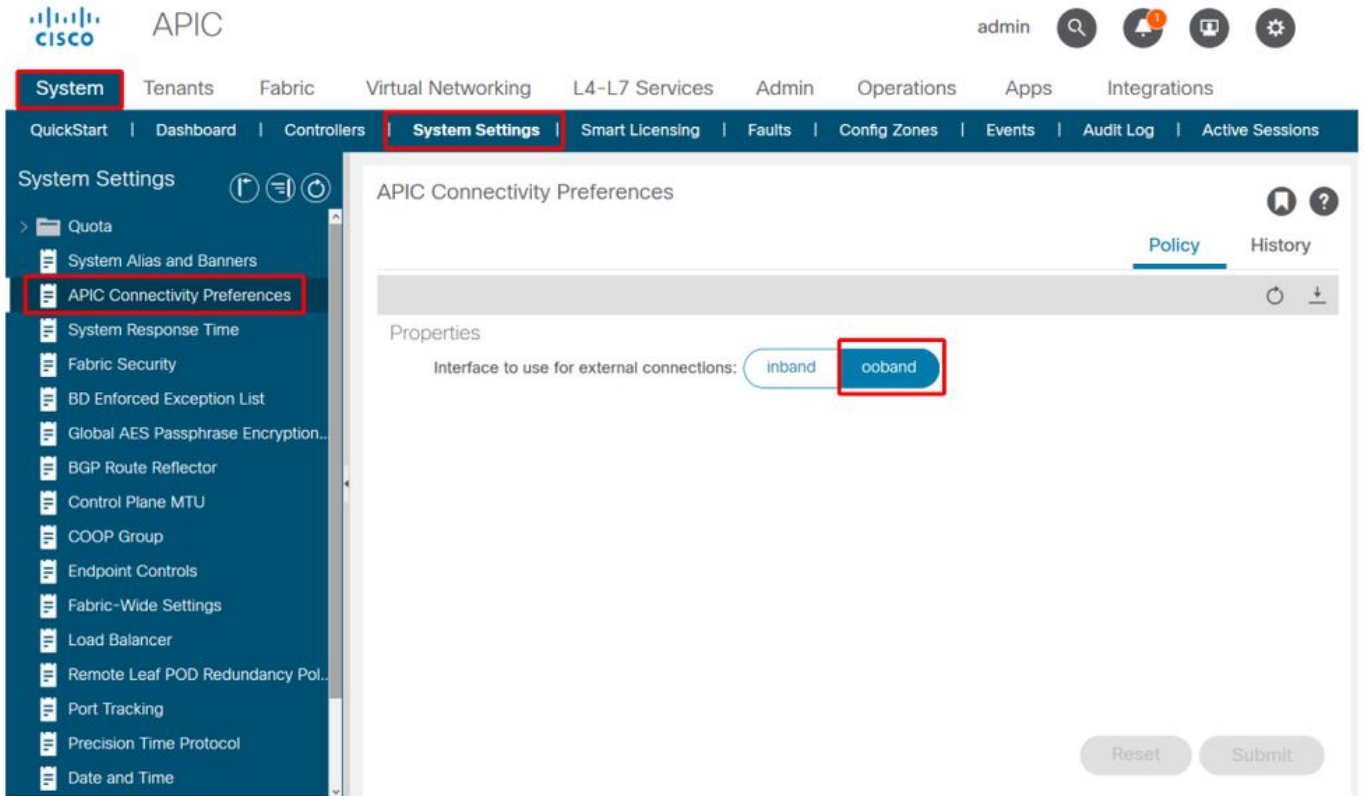 CISCO APIC admin 1
System Tenants Fabric Virtual Networking L4-L7 Services Admin Operations Apps Integrations
QuickStart | Dashboard | Controllers | System Settings | Smart Licensing | Faults | Config Zones | Events | Audit Log | Active Sessions
System Settings
Quota
System Alias and Banners
APIC Connectivity Preferences
System Response Time
Fabric Security
BD Enforced Exception List
Global AES Passphrase Encryption...
BGP Route Reflector
Control Plane MTU
COOP Group
Endpoint Controls
Fabric-Wide Settings
Load Balancer
Remote Leaf POD Redundancy Pol...
Port Tracking
Precision Time Protocol
Date and Time
APIC Connectivity Preferences
Policy History
Properties
Interface to use for external connections: inband ooband
Reset Submit